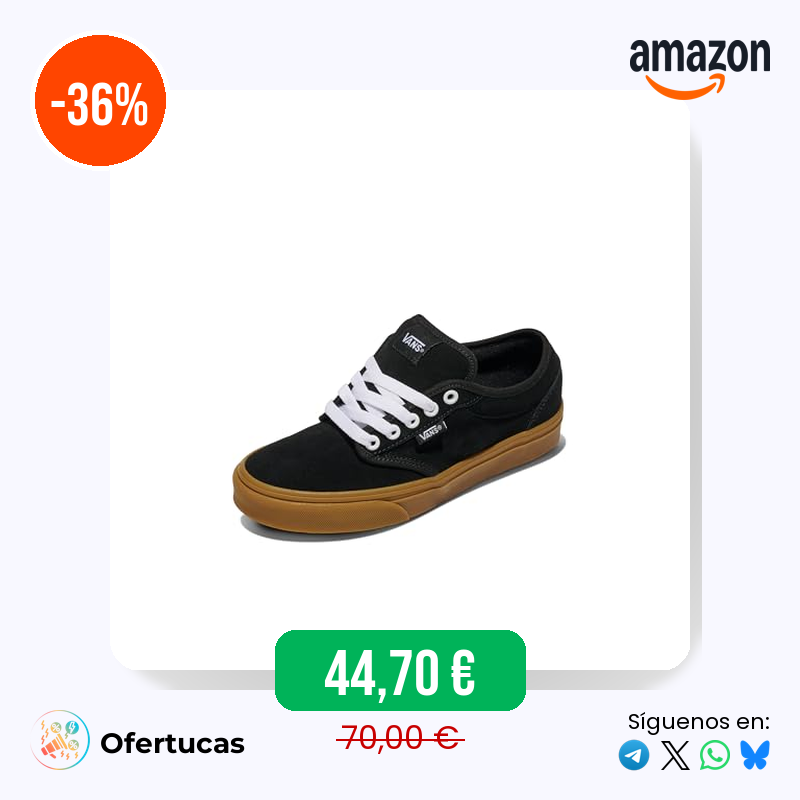 -36%
amazon
VANS
VANS
44,70 €
70,00 €
Ofertucas
Síguenos en: